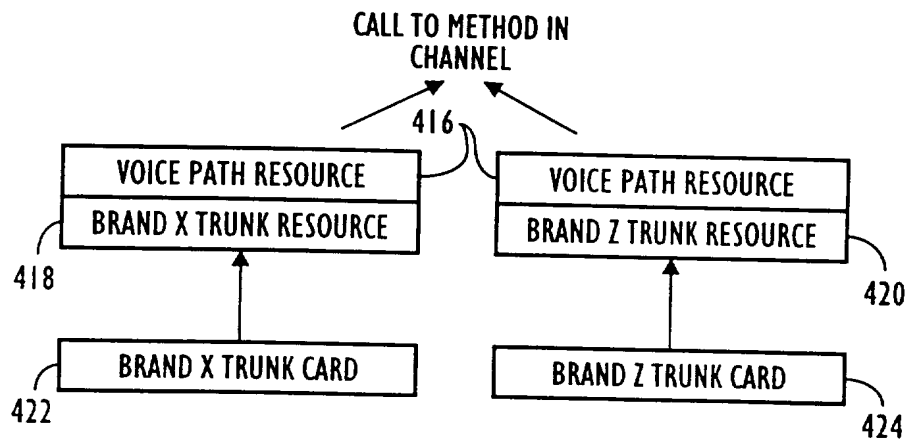 CALL TO METHOD IN
CHANNEL
416
VOICE PATH RESOURCE
BRAND X TRUNK RESOURCE
418
VOICE PATH RESOURCE
BRAND Z TRUNK RESOURCE
420
BRAND X TRUNK CARD
422
BRAND Z TRUNK CARD
424